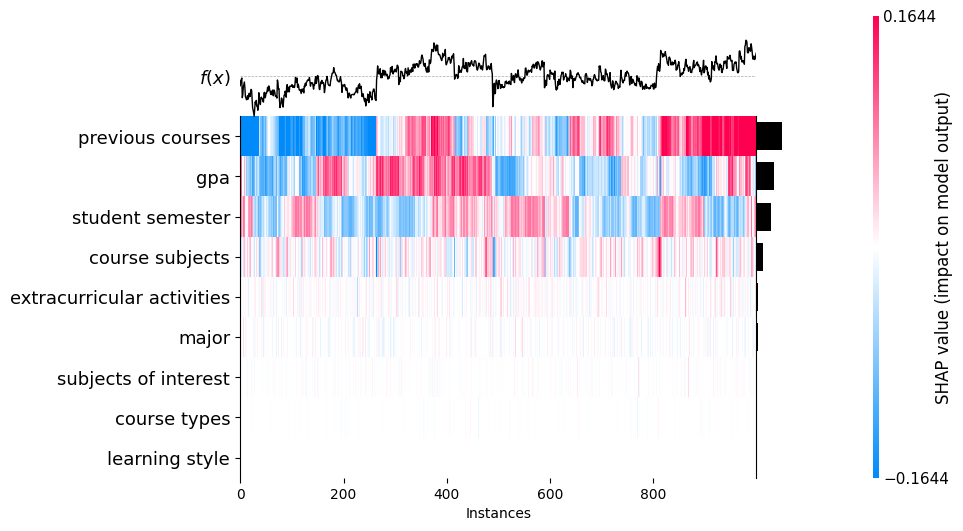 0.1644
f(x)
previous courses
gpa
student semester
course subjects
extracurricular activities
major
subjects of interest
course types
learning style
0 200 400 600 800
Instances
SHAP value (impact on model output)
−0.1644